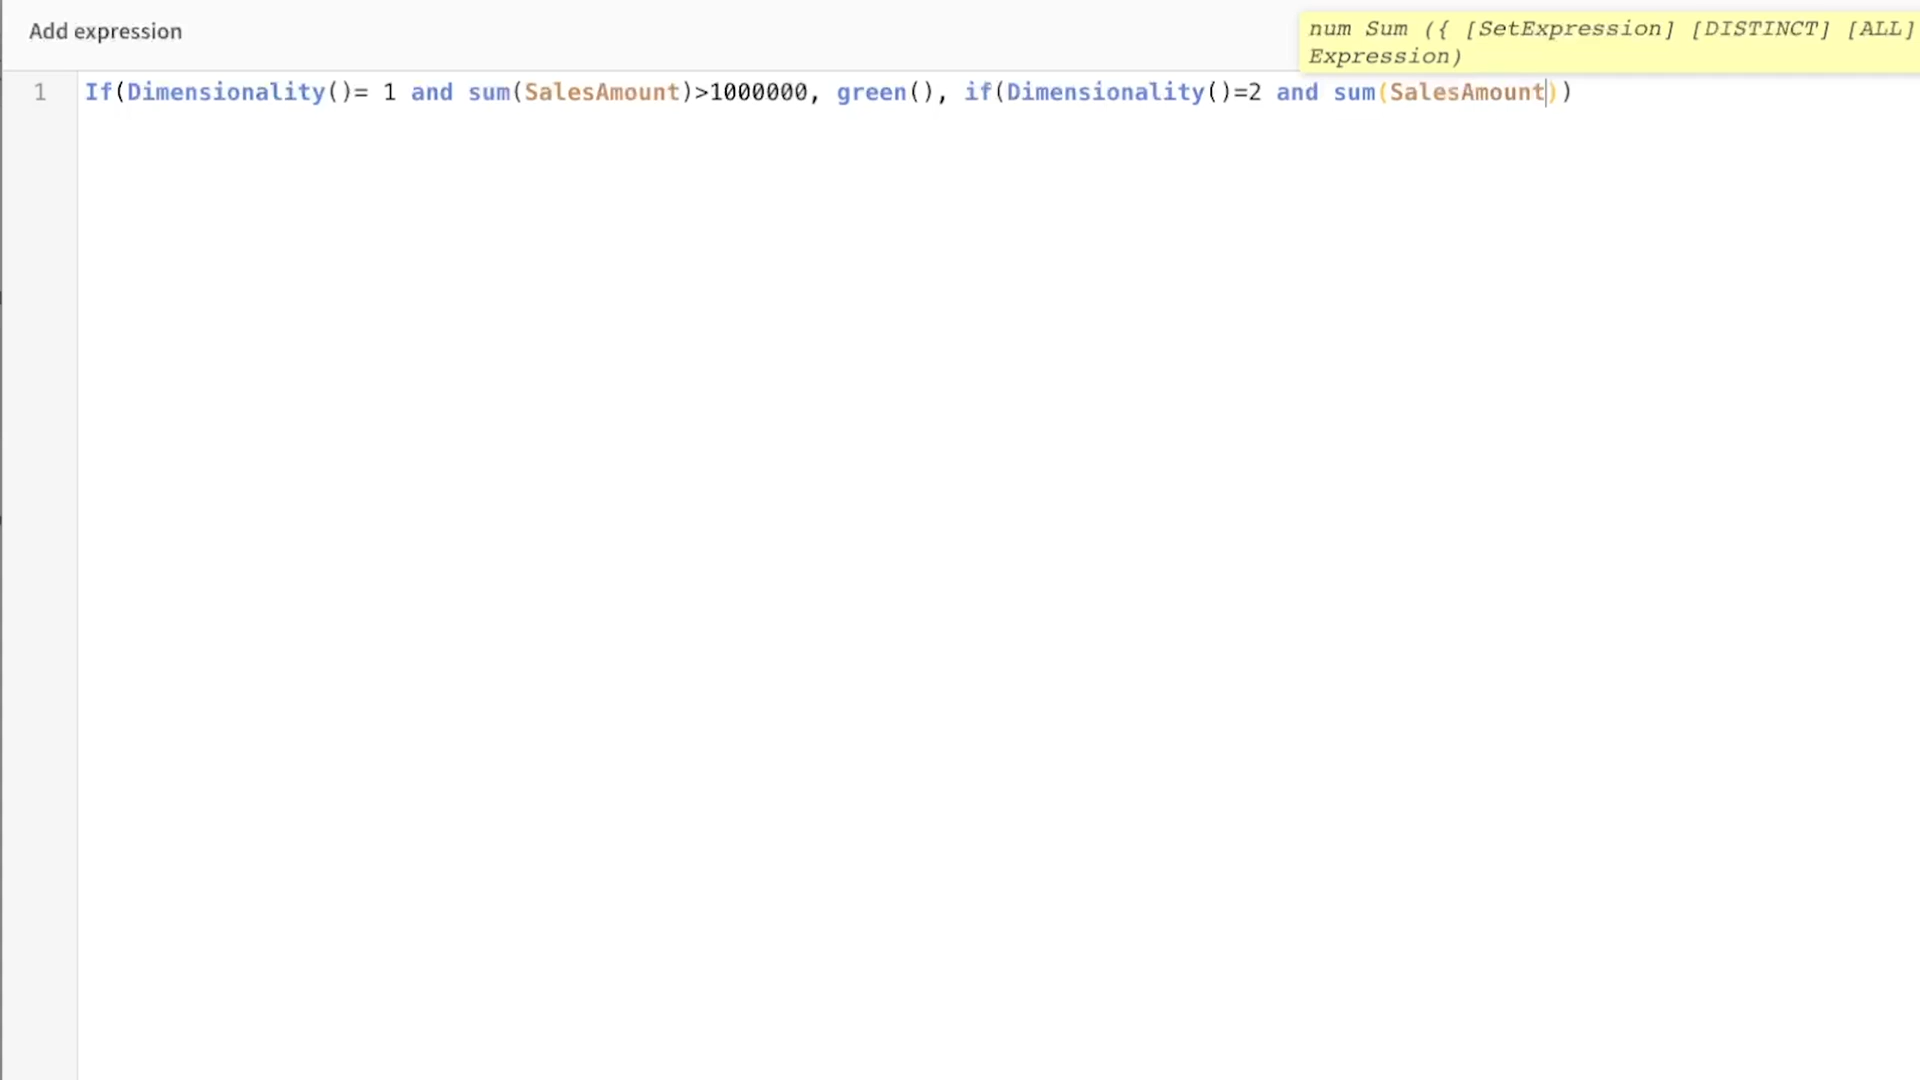 Add expression
num Sum ({ [SetExpression] [DISTINCT] [ALL]
Expression)
1 If(Dimensionality()= 1 and sum(SalesAmount)>1000000, green(), if(Dimensionality()=2 and sum(SalesAmount))